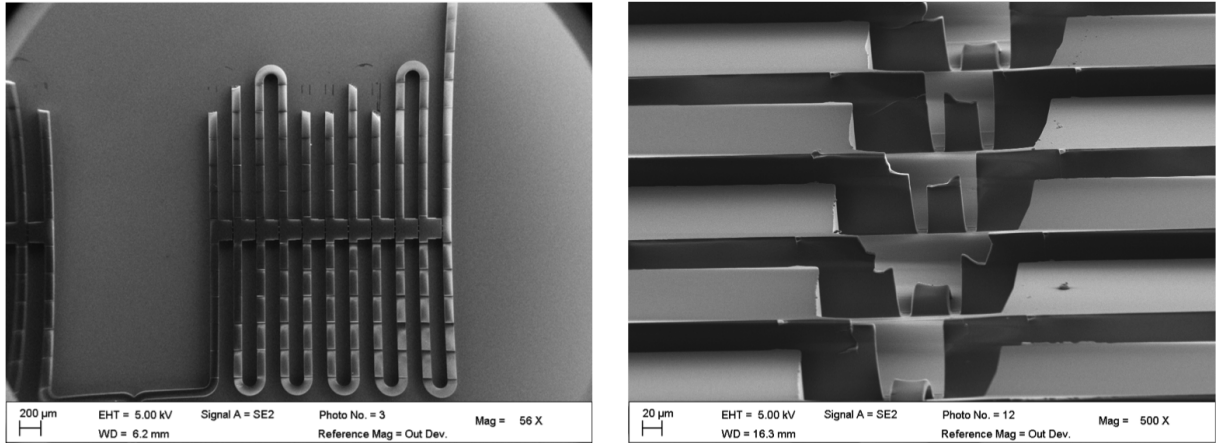 200 µm
EHT = 5.00 kV
Signal A = SE2
Photo No. = 3
Mag = 56 X
WD = 6.2 mm
Reference Mag = Out Dev.
20 µm
EHT = 5.00 kV
Signal A = SE2
Photo No. = 12
Mag = 500 X
WD = 16.3 mm
Reference Mag = Out Dev.